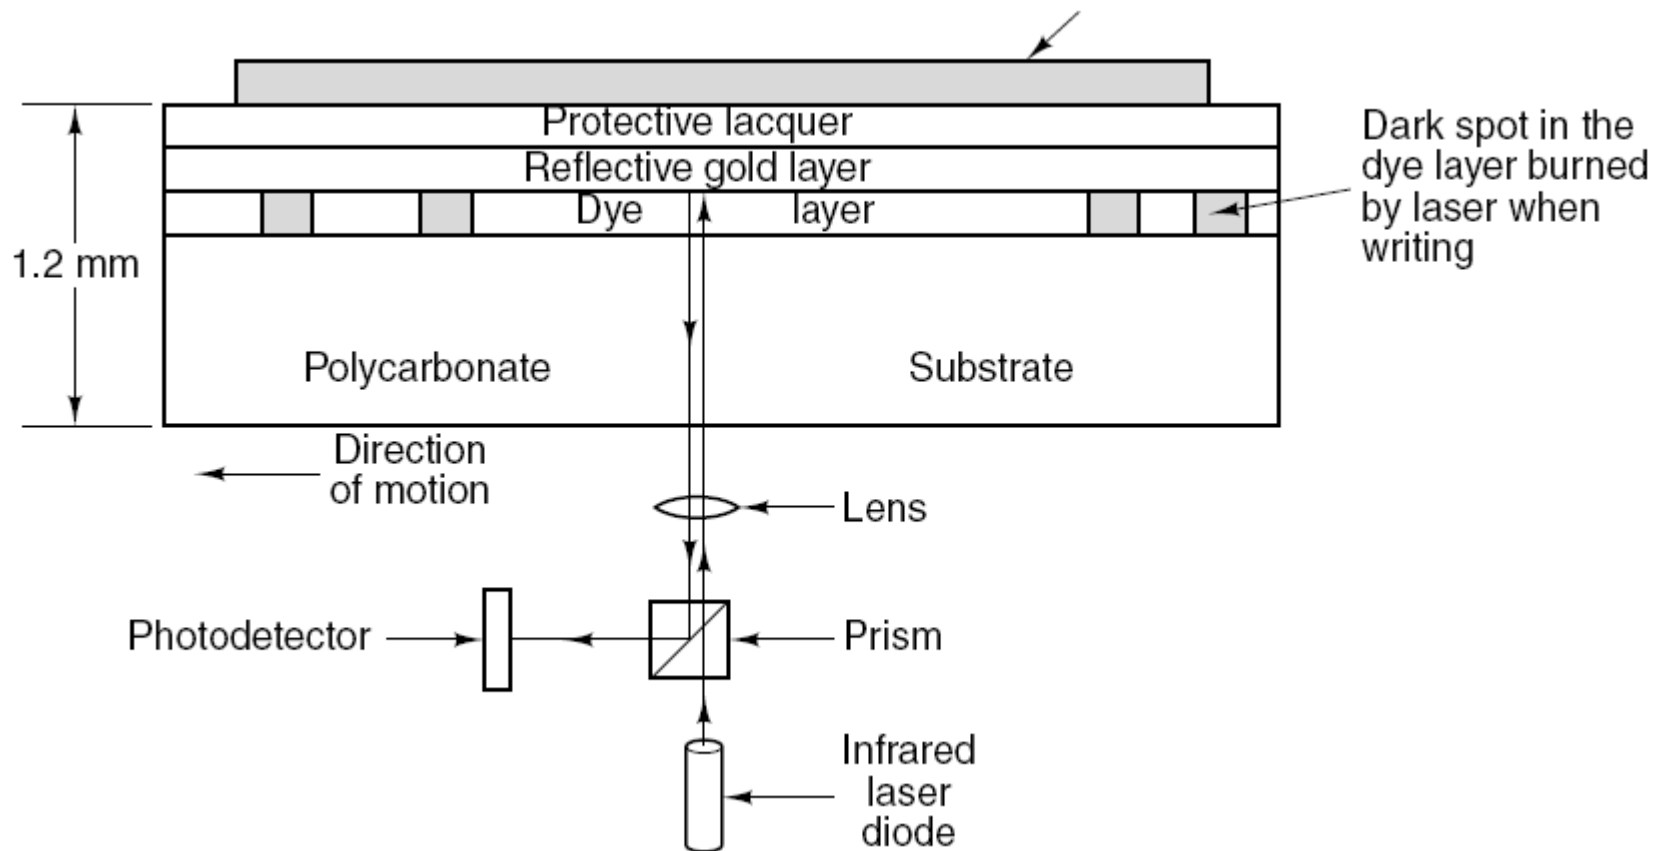 Protective lacquer
Reflective gold layer
Dye layer
Dark spot in the
dye layer burned
by laser when
writing
1.2 mm
Polycarbonate
Substrate
Direction
of motion
Lens
Photodetector
Prism
Infrared
laser
diode